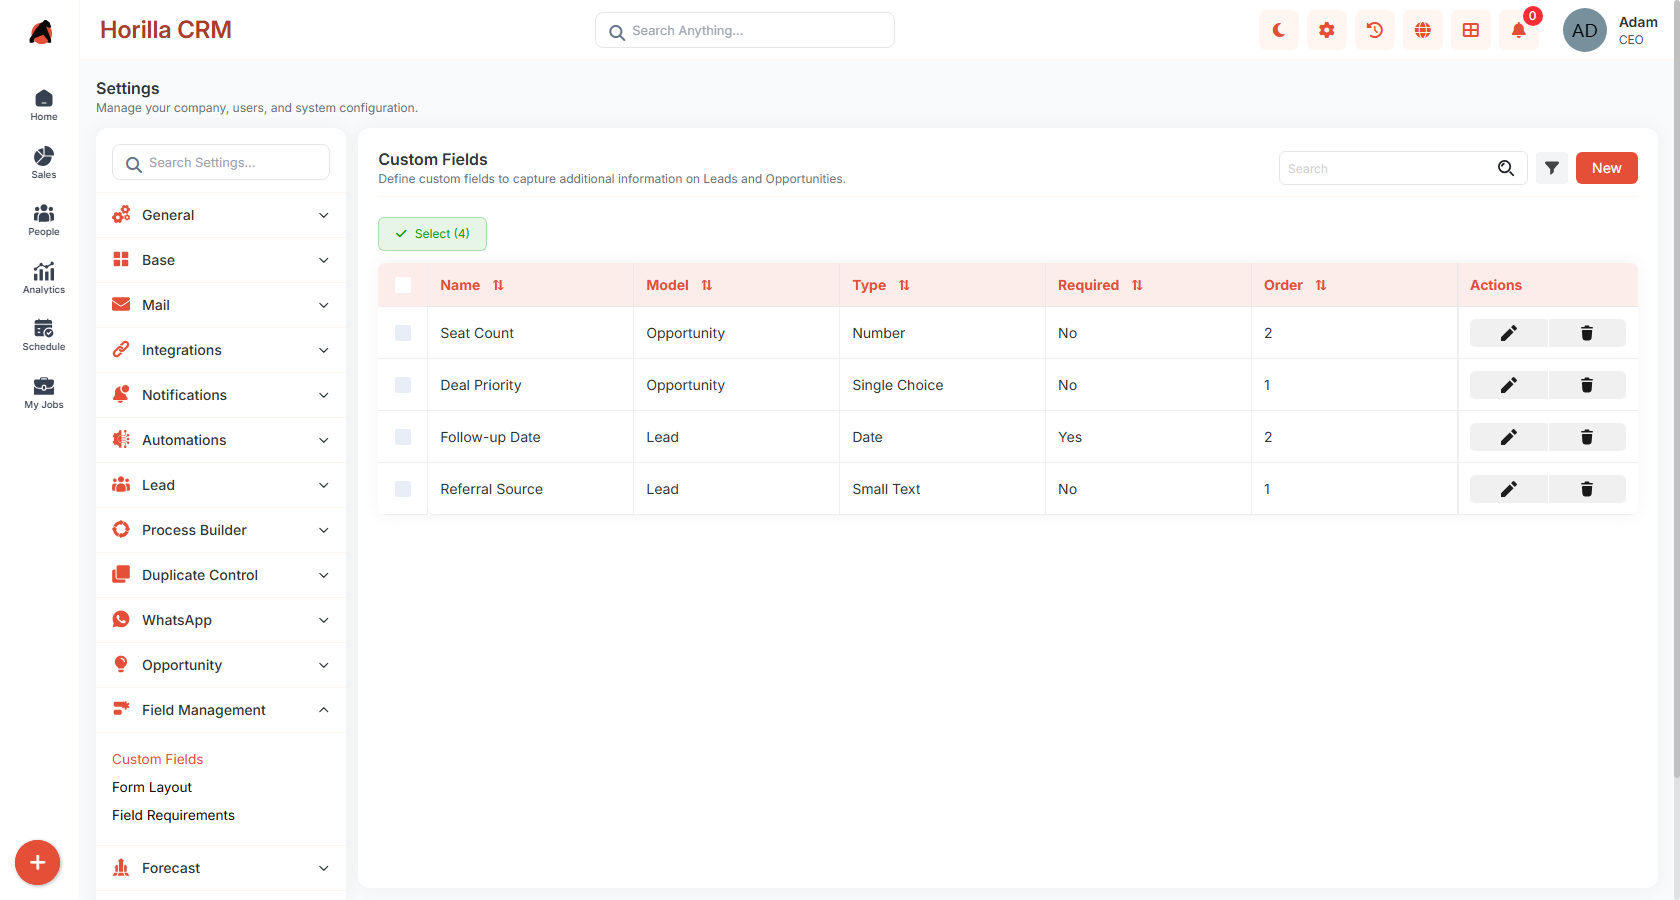 Horilla CRM
Search Anything...
0
AD
Adam
CEO
Home
Sales
People
Analytics
Schedule
My Jobs
Settings
Manage your company, users, and system configuration.
Search Settings...
General
Base
Mail
Integrations
Notifications
Automations
Lead
Process Builder
Duplicate Control
WhatsApp
Opportunity
Field Management
Custom Fields
Form Layout
Field Requirements
Forecast
Custom Fields
Define custom fields to capture additional information on Leads and Opportunities.
Search
New
Select (4)
Name Model Type Required Order Actions
Seat Count Opportunity Number No 2
Deal Priority Opportunity Single Choice No 1
Follow-up Date Lead Date Yes 2
Referral Source Lead Small Text No 1